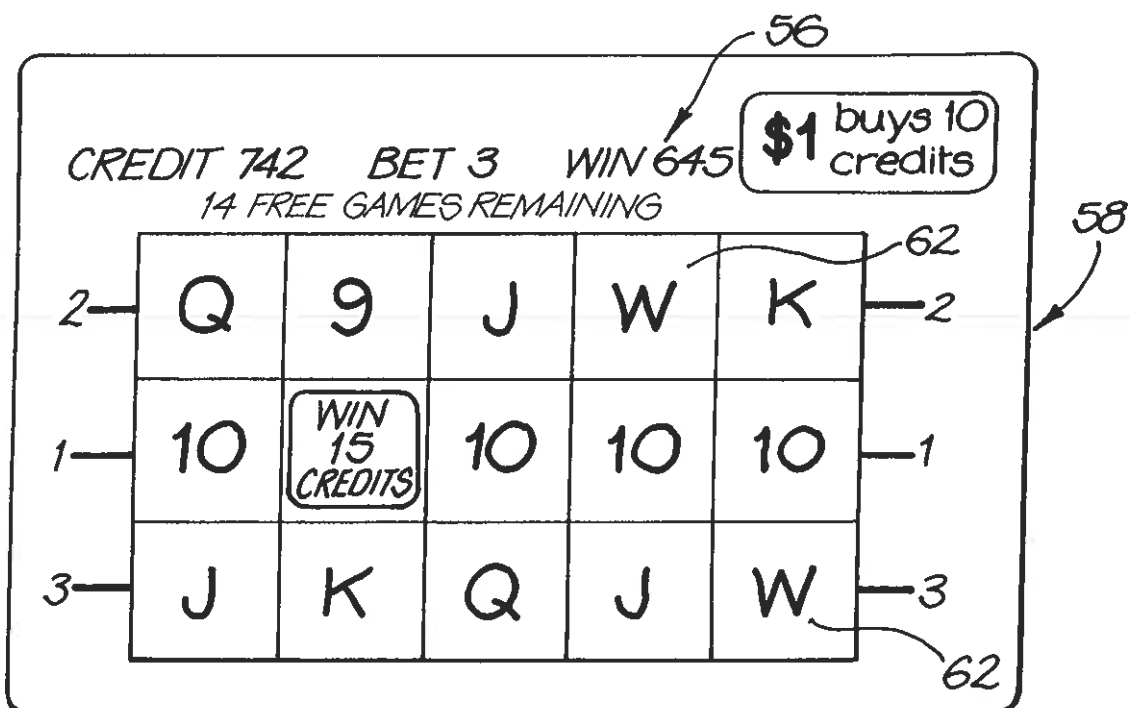 56
$1 buys 10
credits
CREDIT 742 BET 3 WIN 645
14 FREE GAMES REMAINING
58
62
2 Q 9 J W K 2
1 10 WIN 15 CREDITS 10 10 10 1
3 J K Q J W 3
62